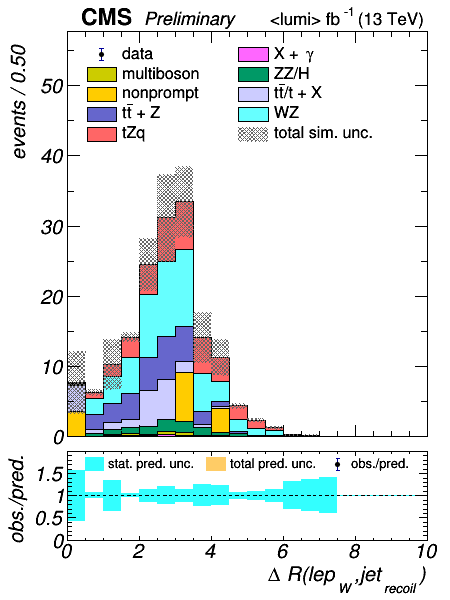 CMS Preliminary <lumi> fb⁻¹ (13 TeV)
events / 0.50
data
multiboson
nonprompt
tt̄ + Z
tZq
X + γ
ZZ/H
tt̄/t + X
WZ
total sim. unc.
50
40
30
20
10
0
obs./pred.
stat. pred. unc. total pred. unc. obs./pred.
1.5
1
0.5
0
0 2 4 6 8 10
Δ R(lep_W,jet_recoil)